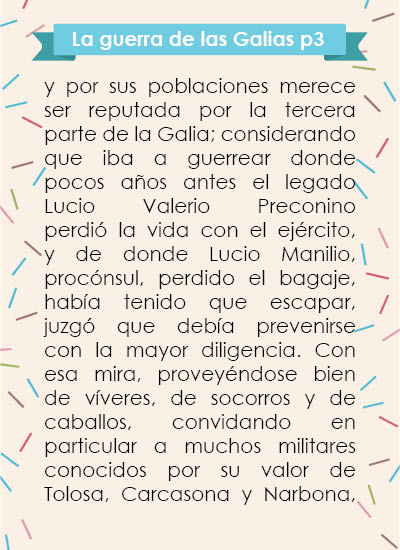 La guerra de las Galias p3
y por sus poblaciones merece
ser reputada por la tercera
parte de la Galia; considerando
que iba a guerrear donde
pocos años antes el legado
Lucio Valerio Preconino
perdió la vida con el ejército,
y de donde Lucio Manilio,
procónsul, perdido el bagaje,
había tenido que escapar,
juzgó que debía prevenirse
con la mayor diligencia. Con
esa mira, proveyéndose bien
de víveres, de socorros y de
caballos, convidando en
particular a muchos militares
conocidos por su valor de
Tolosa, Carcasona y Narbona,